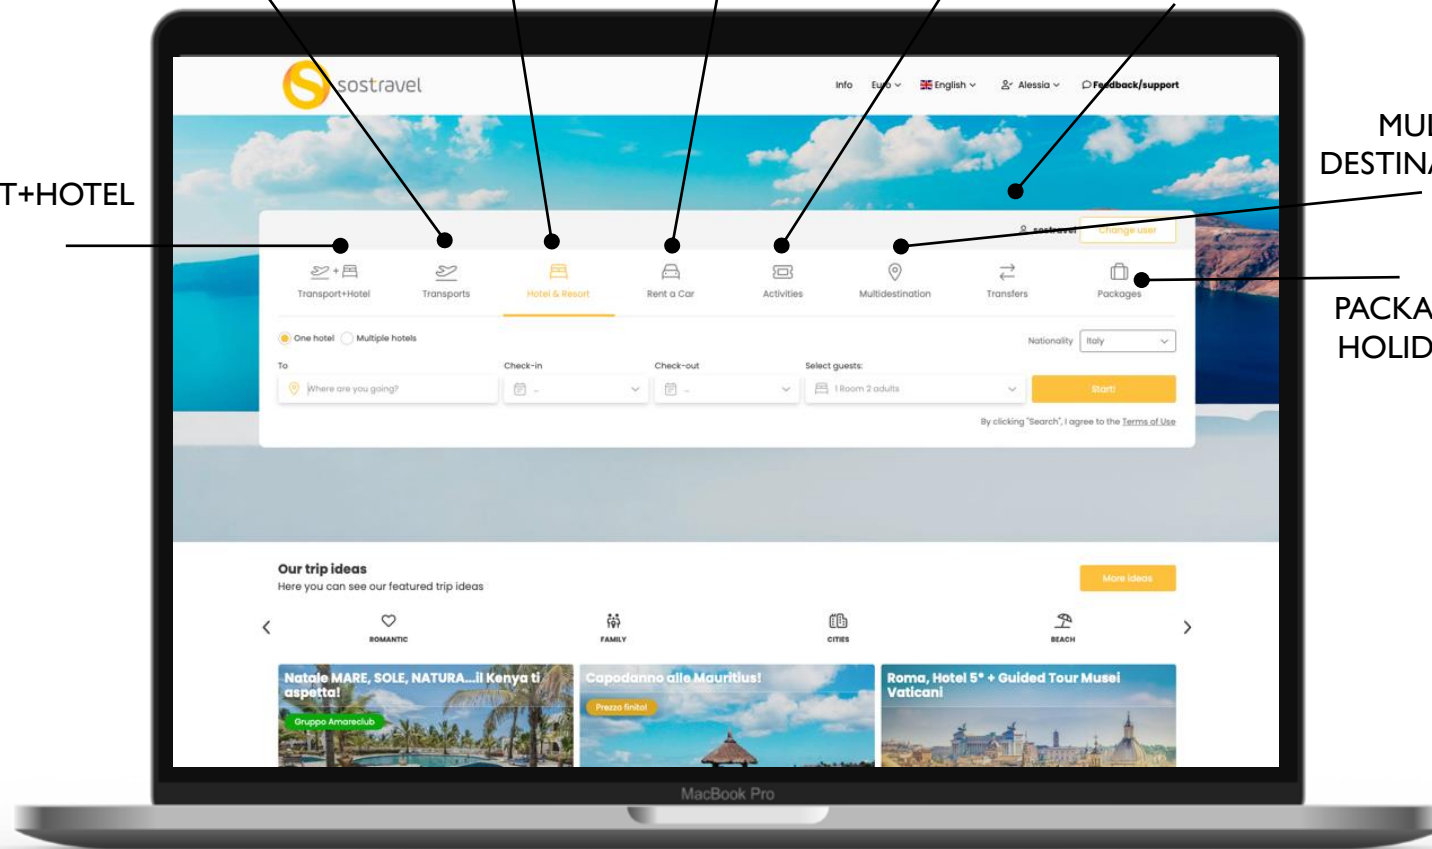 sostravel
Info Euro English Alessia Feedback/support
T+HOTEL
sostravel Change user
Transport+Hotel Transports Hotel & Resort Rent a Car Activities Multidestination Transfers Packages
One hotel Multiple hotels Nationality Italy
To Check-in Check-out Select guests:
Where are you going? - - 1 Room 2 adults Start!
By clicking "Search", I agree to the Terms of Use
MUL
DESTINA
PACKA
HOLID
Our trip ideas
Here you can see our featured trip ideas
More ideas
ROMANTIC FAMILY CITIES BEACH
Natale MARE, SOLE, NATURA...il Kenya ti
aspetta!
Gruppo Amareclub
Capodanno alle Mauritius!
Prezzo finito!
Roma, Hotel 5* + Guided Tour Musei
Vaticani
MacBook Pro